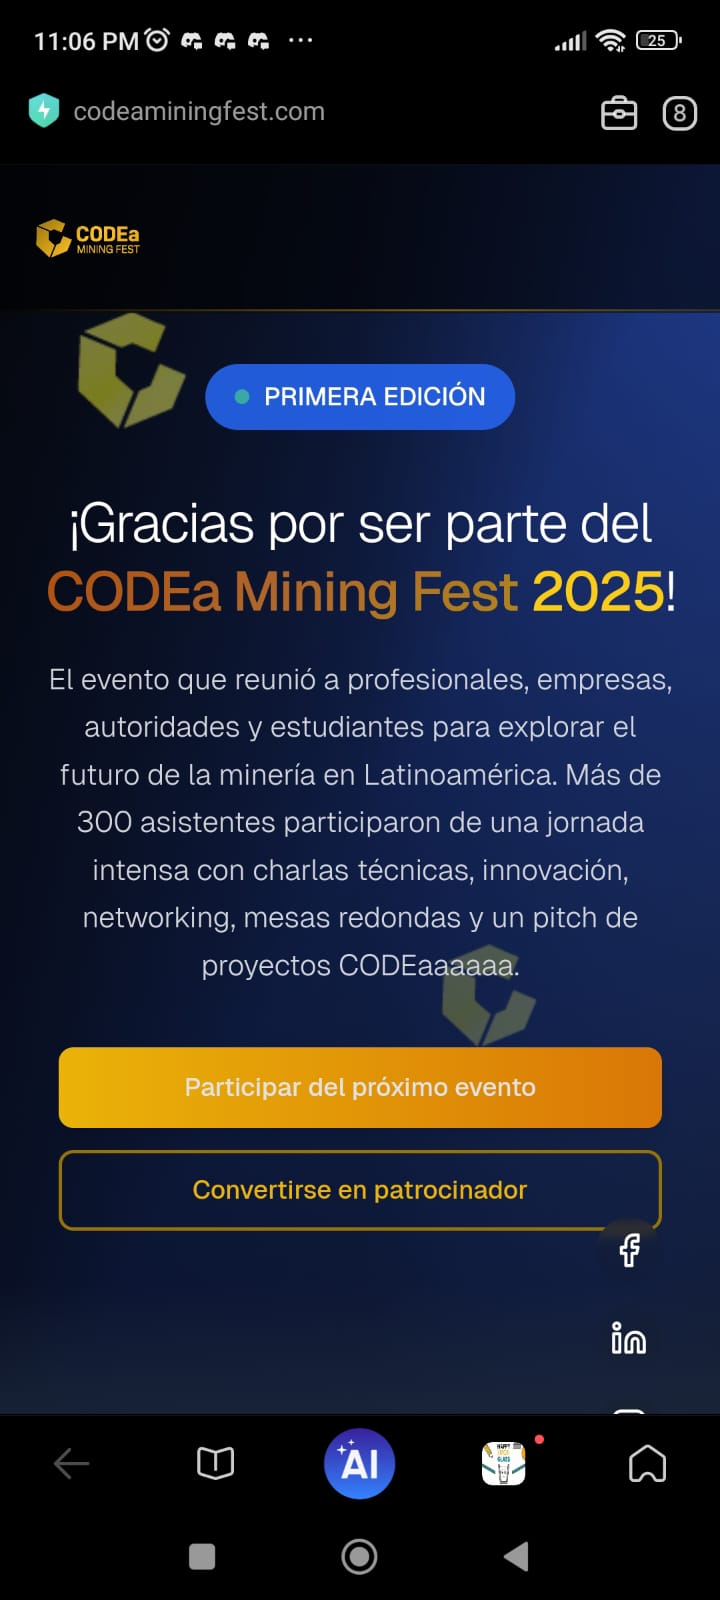 11:06 PM
25
codeaminingfest.com
8
CODEa
MINING FEST
PRIMERA EDICIÓN
¡Gracias por ser parte del
CODEa Mining Fest 2025!
El evento que reunió a profesionales, empresas,
autoridades y estudiantes para explorar el
futuro de la minería en Latinoamérica. Más de
300 asistentes participaron de una jornada
intensa con charlas técnicas, innovación,
networking, mesas redondas y un pitch de
proyectos CODEaaaaaa.
Participar del próximo evento
Convertirse en patrocinador
f
in
AI
HAPPY
GLASS